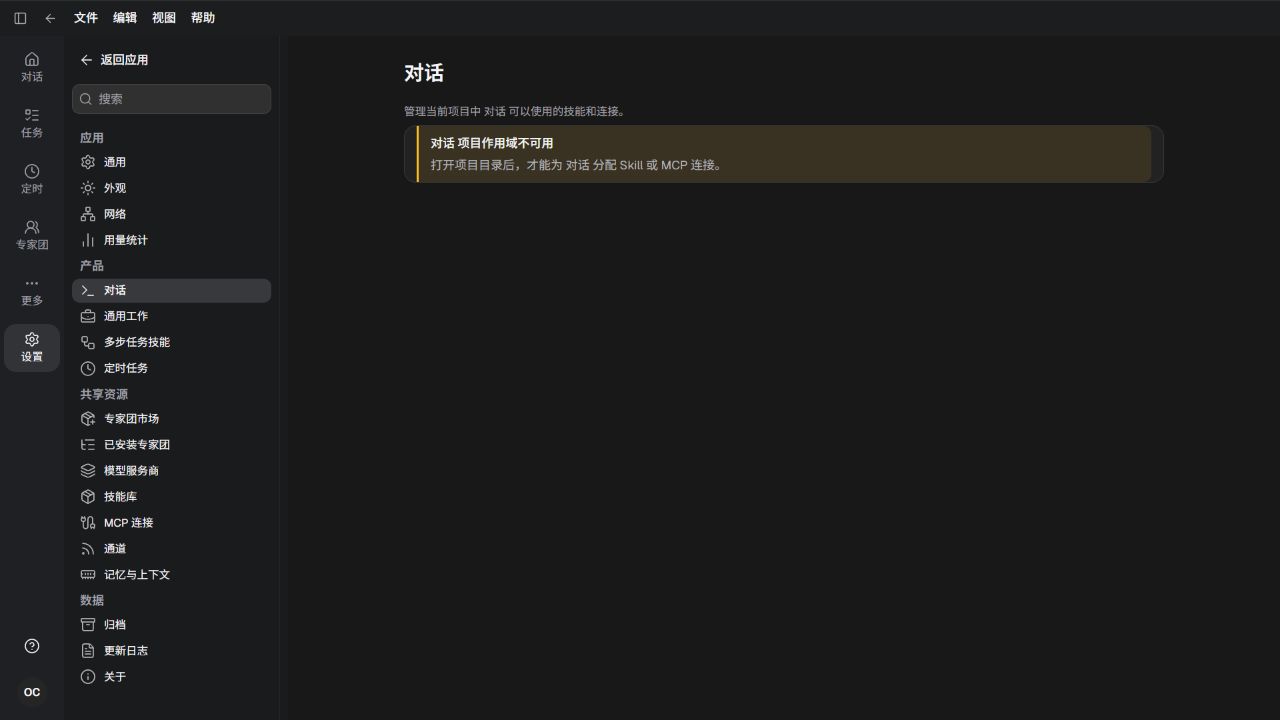 文件 编辑 视图 帮助
对话
任务
定时
专家团
更多
设置
OC
返回应用
搜索
应用
通用
外观
网络
用量统计
产品
对话
通用工作
多步任务技能
定时任务
共享资源
专家团市场
已安装专家团
模型服务商
技能库
MCP 连接
通道
记忆与上下文
数据
归档
更新日志
关于
对话
管理当前项目中 对话 可以使用的技能和连接。
对话 项目作用域不可用
打开项目目录后，才能为 对话 分配 Skill 或 MCP 连接。